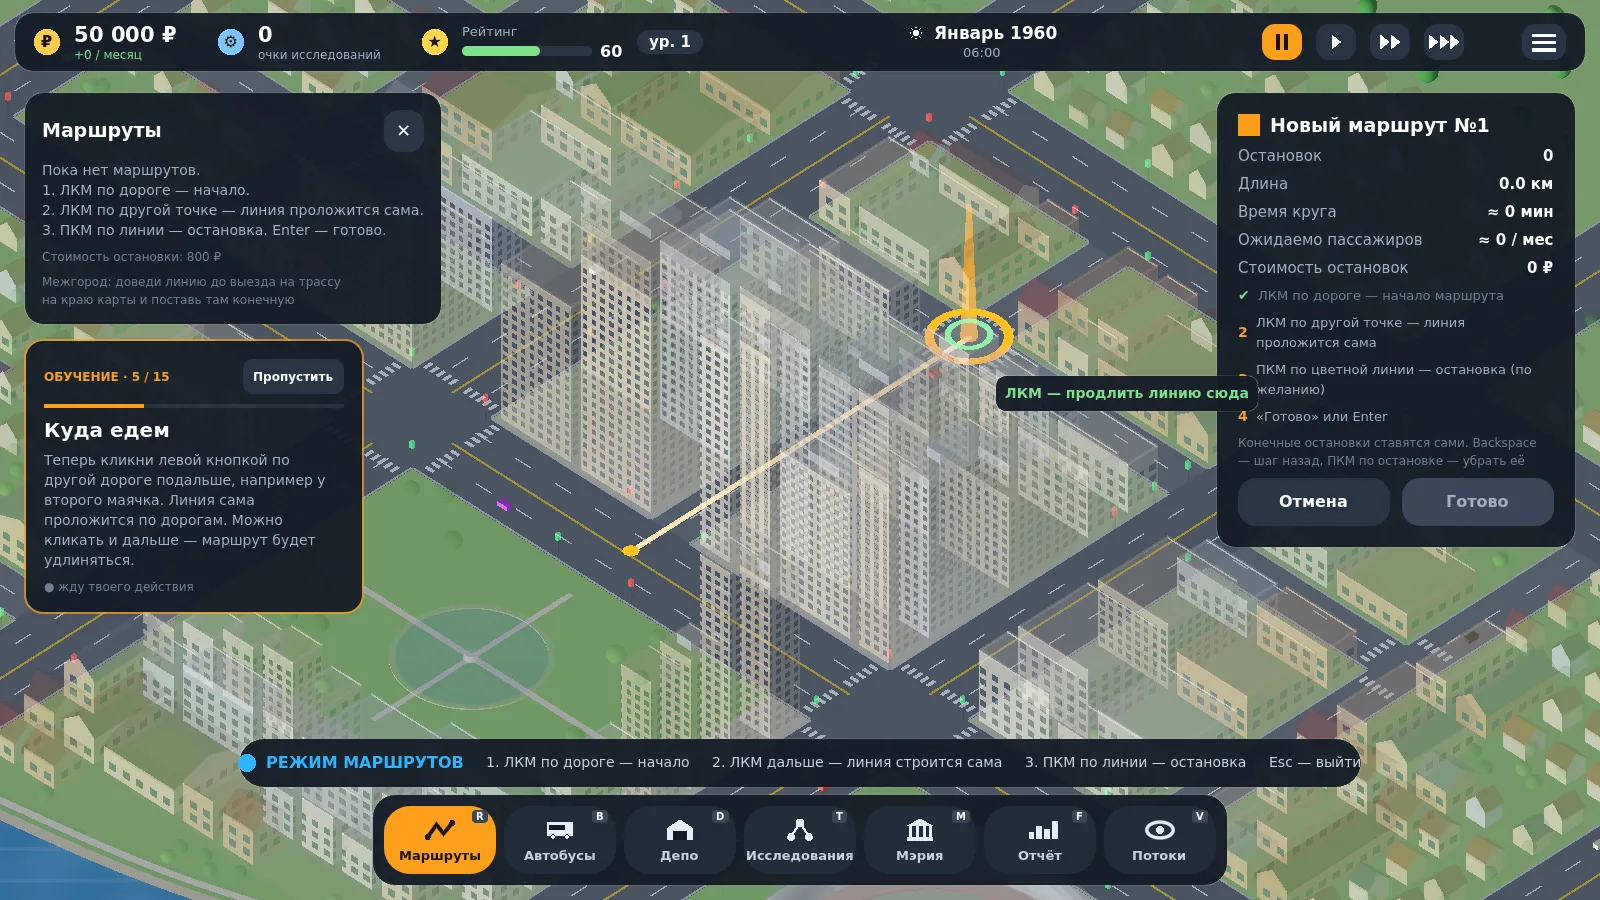 50 000 ₽
+0 / месяц
0
очки исследований
Рейтинг
60
ур. 1
Январь 1960
06:00
Маршруты
Пока нет маршрутов.
1. ЛКМ по дороге — начало.
2. ЛКМ по другой точке — линия проложится сама.
3. ПКМ по линии — остановка. Enter — готово.
Стоимость остановки: 800 ₽
Межгород: доведи линию до выезда на трассу
на краю карты и поставь там конечную
ОБУЧЕНИЕ · 5 / 15
Пропустить
Куда едем
Теперь кликни левой кнопкой по
другой дороге подальше, например у
второго маячка. Линия сама
проложится по дорогам. Можно
кликать и дальше — маршрут будет
удлиняться.
жду твоего действия
Новый маршрут №1
Остановок 0
Длина 0.0 км
Время круга ≈ 0 мин
Ожидаемо пассажиров ≈ 0 / мес
Стоимость остановок 0 ₽
✔ ЛКМ по дороге — начало маршрута
2 ЛКМ по другой точке — линия
проложится сама
ПКМ по цветной линии — остановка (по
желанию)
4 «Готово» или Enter
Конечные остановки ставятся сами. Backspace
— шаг назад, ПКМ по остановке — убрать её
Отмена
Готово
ЛКМ — продлить линию сюда
РЕЖИМ МАРШРУТОВ 1. ЛКМ по дороге — начало 2. ЛКМ дальше — линия строится сама 3. ПКМ по линии — остановка Esc — выйти
R
Маршруты
B
Автобусы
D
Депо
T
Исследования
M
Мэрия
F
Отчёт
V
Потоки